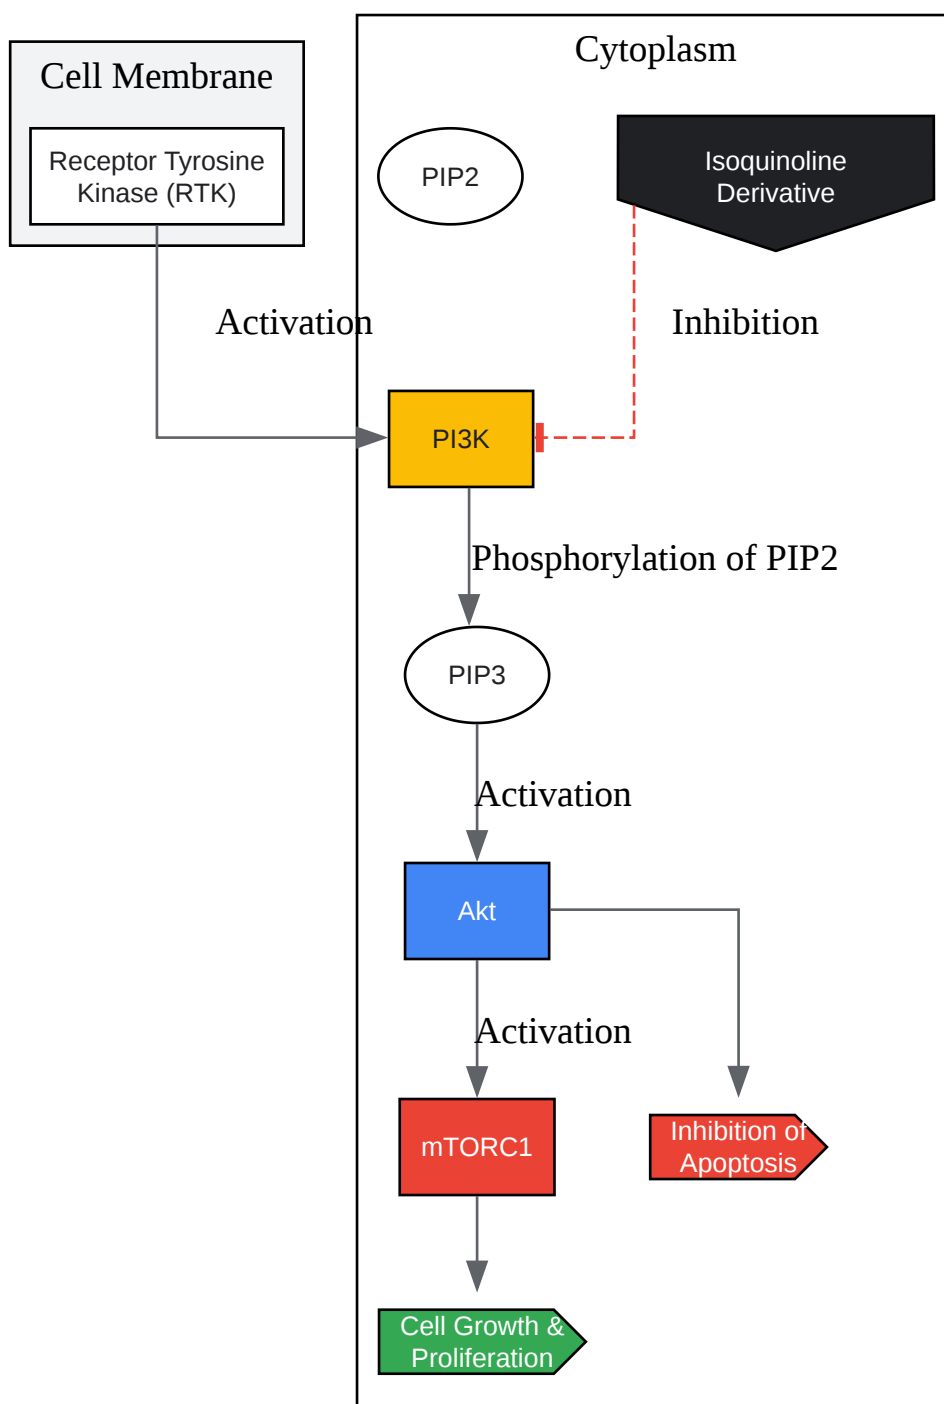 Cytoplasm
Cell Membrane
Receptor Tyrosine
Kinase (RTK)
PIP2
Isoquinoline
Derivative
Activation
Inhibition
PI3K
Phosphorylation of PIP2
PIP3
Activation
Akt
Activation
mTORC1
Inhibition of
Apoptosis
Cell Growth &
Proliferation